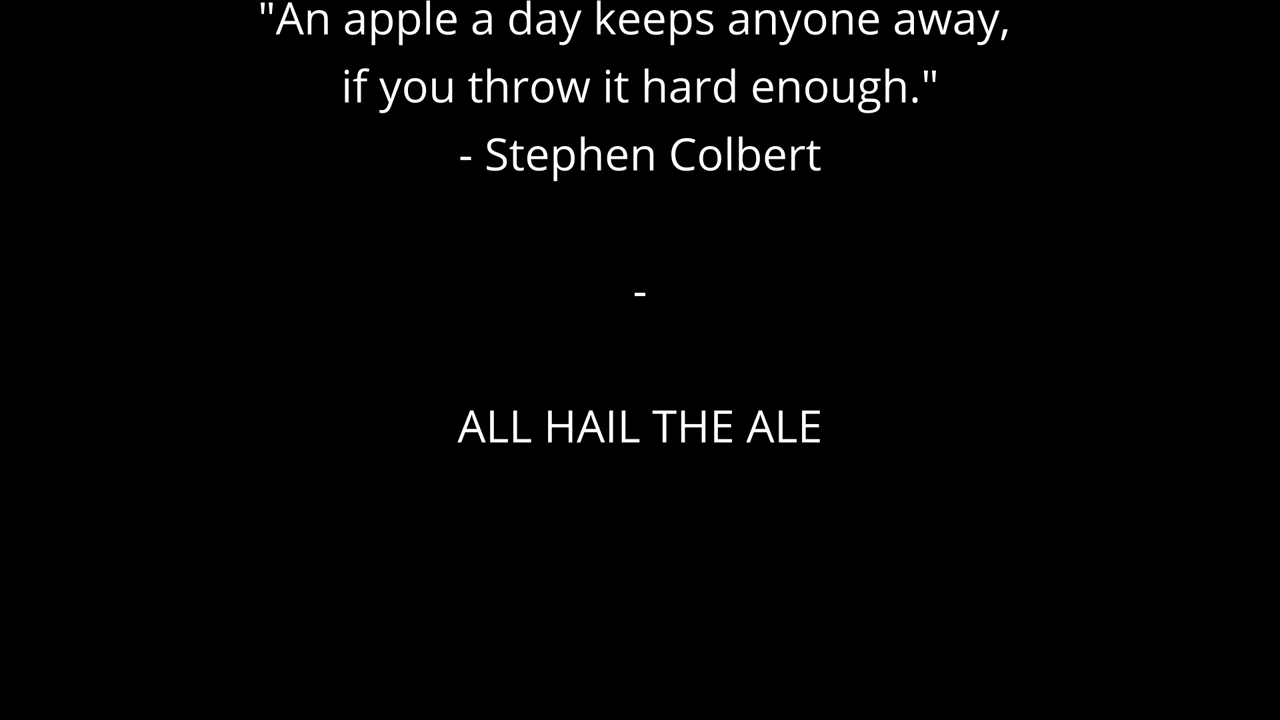 "An apple a day keeps anyone away,
if you throw it hard enough."
- Stephen Colbert
-
ALL HAIL THE ALE